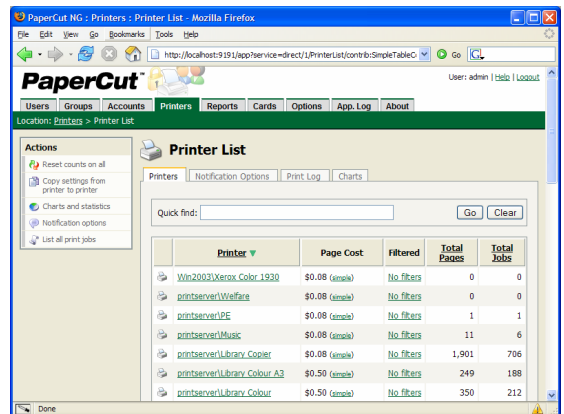 PaperCut NG : Printers : Printer List - Mozilla Firefox
File Edit View Go Bookmarks Tools Help
http://localhost:9191/app?service=direct/1/PrinterList/contrib:SimpleTableC Go
PaperCut
User: admin | Help | Logout
Users Groups Accounts Printers Reports Cards Options App. Log About
Location: Printers > Printer List
Actions
Reset counts on all
Copy settings from
printer to printer
Charts and statistics
Notification options
List all print jobs
Printer List
Printers Notification Options Print Log Charts
Quick find: Go Clear
Printer Page Cost Filtered Total Pages Total Jobs
Win2003\Xerox Color 1930 $0.08 (simple) No filters 0 0
printserver\Welfare $0.08 (simple) No filters 0 0
printserver\PE $0.08 (simple) No filters 1 1
printserver\Music $0.08 (simple) No filters 11 6
printserver\Library Copier $0.08 (simple) No filters 1,901 706
printserver\Library Colour A3 $0.50 (simple) No filters 249 188
printserver\Library Colour $0.50 (simple) No filters 350 212
Done